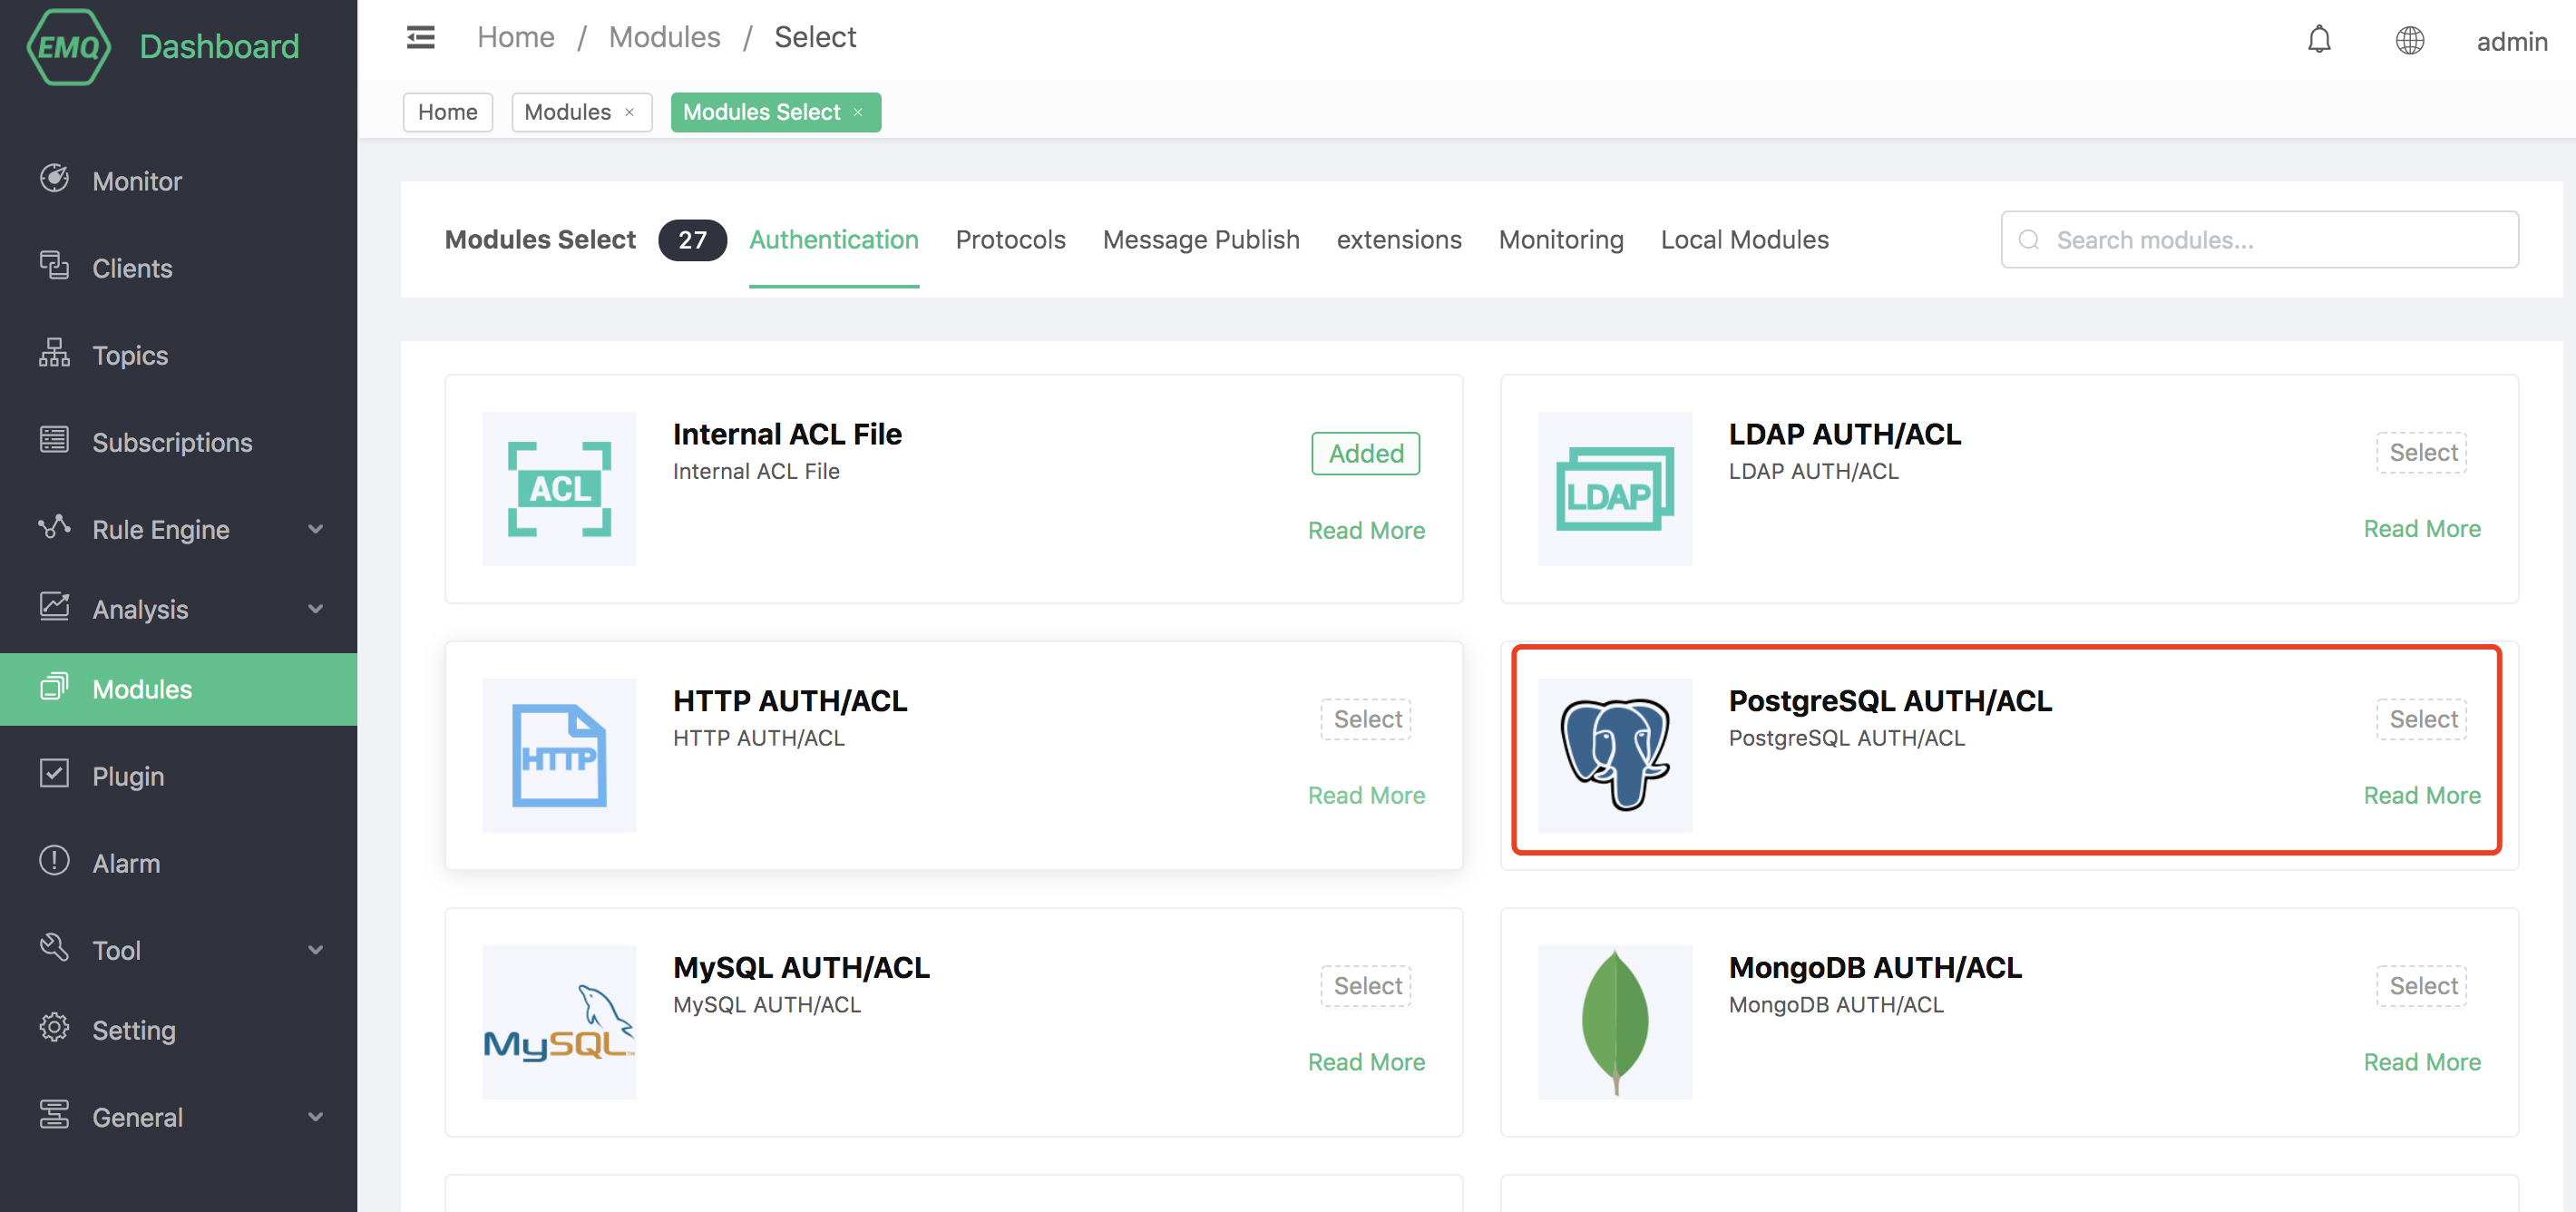 EMQ Dashboard
Home / Modules / Select
admin
Home
Modules ×
Modules Select ×
Monitor
Clients
Topics
Subscriptions
Rule Engine
Analysis
Modules
Plugin
Alarm
Tool
Setting
General
Modules Select 27 Authentication Protocols Message Publish extensions Monitoring Local Modules
Search modules...
ACL
Internal ACL File
Internal ACL File
Added
Read More
LDAP
LDAP AUTH/ACL
LDAP AUTH/ACL
Select
Read More
HTTP
HTTP AUTH/ACL
HTTP AUTH/ACL
Select
Read More
PostgreSQL AUTH/ACL
PostgreSQL AUTH/ACL
Select
Read More
MySQL
MySQL AUTH/ACL
MySQL AUTH/ACL
Select
Read More
MongoDB AUTH/ACL
MongoDB AUTH/ACL
Select
Read More